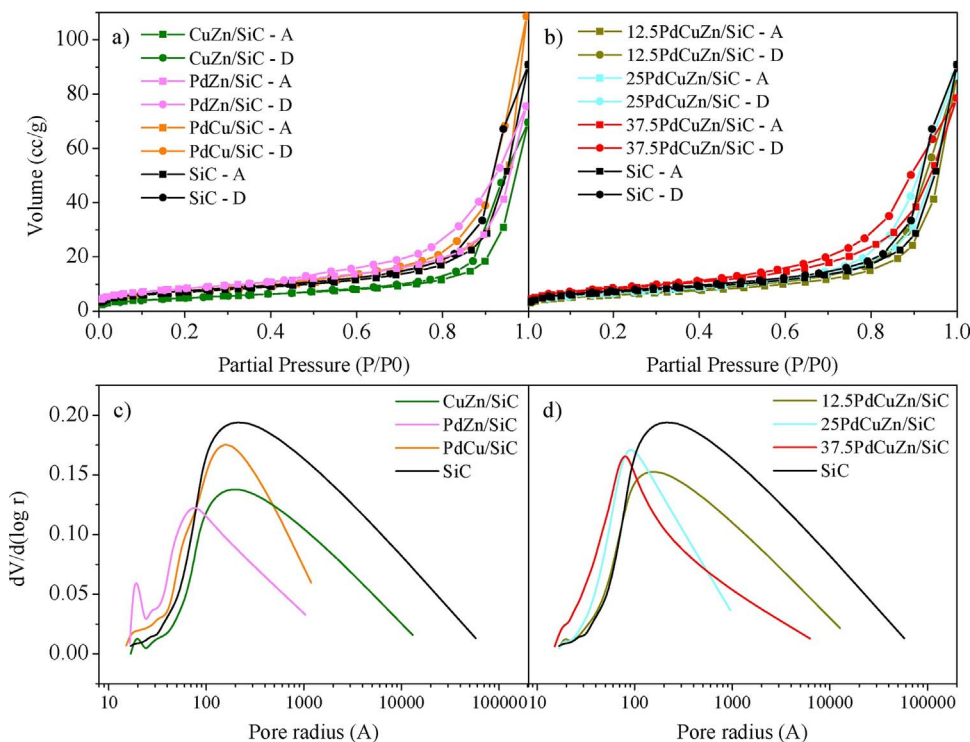 a)
CuZn/SiC - A
CuZn/SiC - D
PdZn/SiC - A
PdZn/SiC - D
PdCu/SiC - A
PdCu/SiC - D
SiC - A
SiC - D
b)
12.5PdCuZn/SiC - A
12.5PdCuZn/SiC - D
25PdCuZn/SiC - A
25PdCuZn/SiC - D
37.5PdCuZn/SiC - A
37.5PdCuZn/SiC - D
SiC - A
SiC - D
Volume (cc/g)
100
80
60
40
20
0
0.0 0.2 0.4 0.6 0.8 1.0
0.2 0.4 0.6 0.8 1.0
Partial Pressure (P/P0)
Partial Pressure (P/P0)
c)
CuZn/SiC
PdZn/SiC
PdCu/SiC
SiC
d)
12.5PdCuZn/SiC
25PdCuZn/SiC
37.5PdCuZn/SiC
SiC
dV/d(log r)
0.20
0.15
0.10
0.05
0.00
10 100 1000 10000 100000
10 100 1000 10000 100000
Pore radius (A)
Pore radius (A)